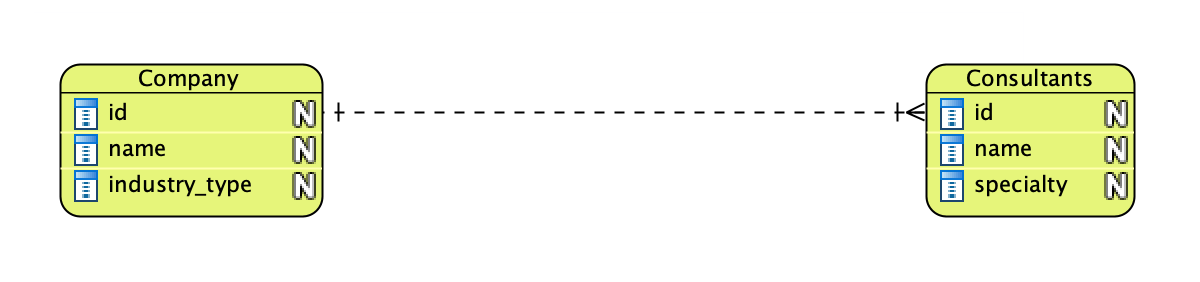 Company
id N
name N
industry_type N
Consultants
id N
name N
specialty N